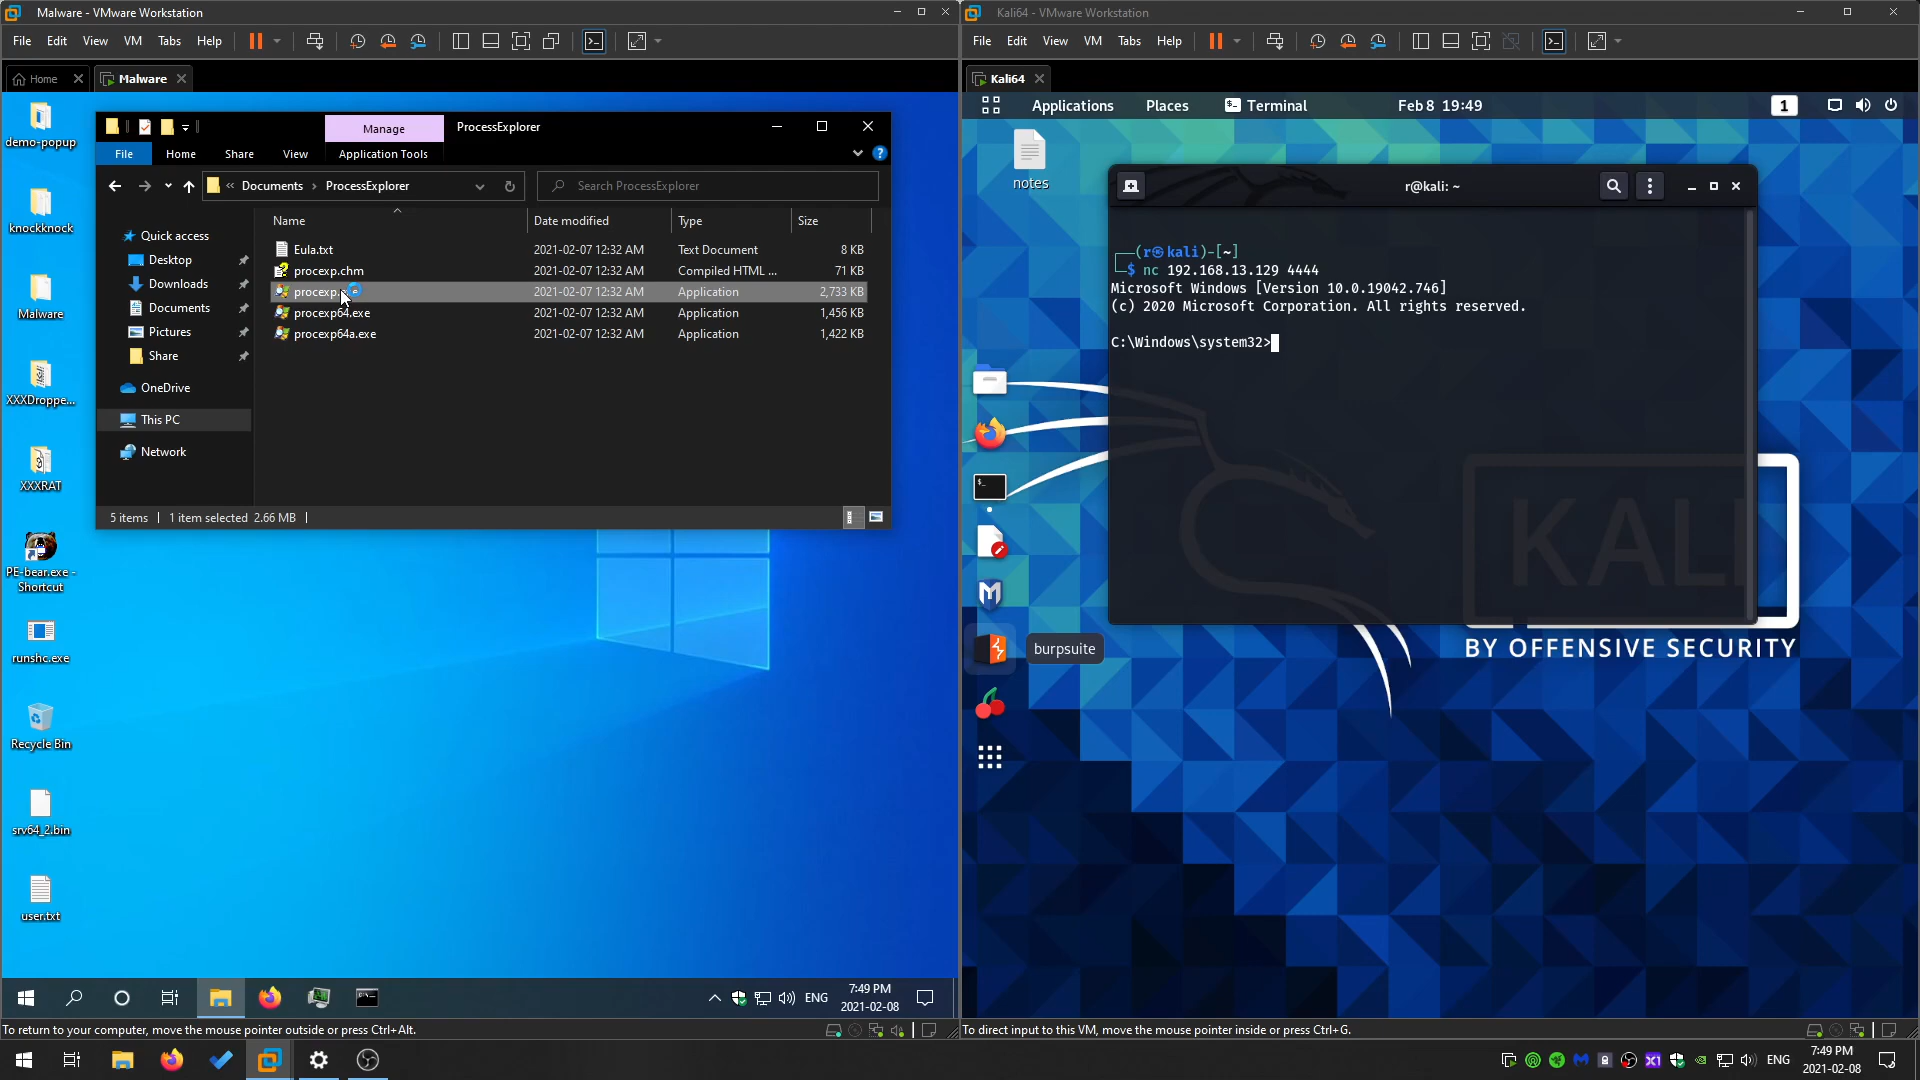 Malware - VMware Workstation
File Edit View VM Tabs Help
Home Malware
demo-popup
knockknock
Malware
XXXDroppe...
XXXRAT
PE-bear.exe - Shortcut
runshc.exe
Recycle Bin
srv64_2.bin
user.txt
Manage ProcessExplorer
File Home Share View Application Tools
Documents ProcessExplorer Search ProcessExplorer
Quick access
Desktop
Downloads
Documents
Pictures
Share
OneDrive
This PC
Network
Name Date modified Type Size
Eula.txt 2021-02-07 12:32 AM Text Document 8 KB
procexp.chm 2021-02-07 12:32 AM Compiled HTML ... 71 KB
procexp. 2021-02-07 12:32 AM Application 2,733 KB
procexp64.exe 2021-02-07 12:32 AM Application 1,456 KB
procexp64a.exe 2021-02-07 12:32 AM Application 1,422 KB
5 items 1 item selected 2.66 MB
ENG 7:49 PM
2021-02-08
To return to your computer, move the mouse pointer outside or press Ctrl+Alt.
Kali64 - VMware Workstation
File Edit View VM Tabs Help
Kali64
Applications Places Terminal Feb 8 19:49 1
notes
r@kali: ~
┌──(r㉿kali)-[~]
└─$ nc 192.168.13.129 4444
Microsoft Windows [Version 10.0.19042.746]
(c) 2020 Microsoft Corporation. All rights reserved.
C:\Windows\system32>
burpsuite
KALI
BY OFFENSIVE SECURITY
To direct input to this VM, move the mouse pointer inside or press Ctrl+G.
ENG 7:49 PM
2021-02-08